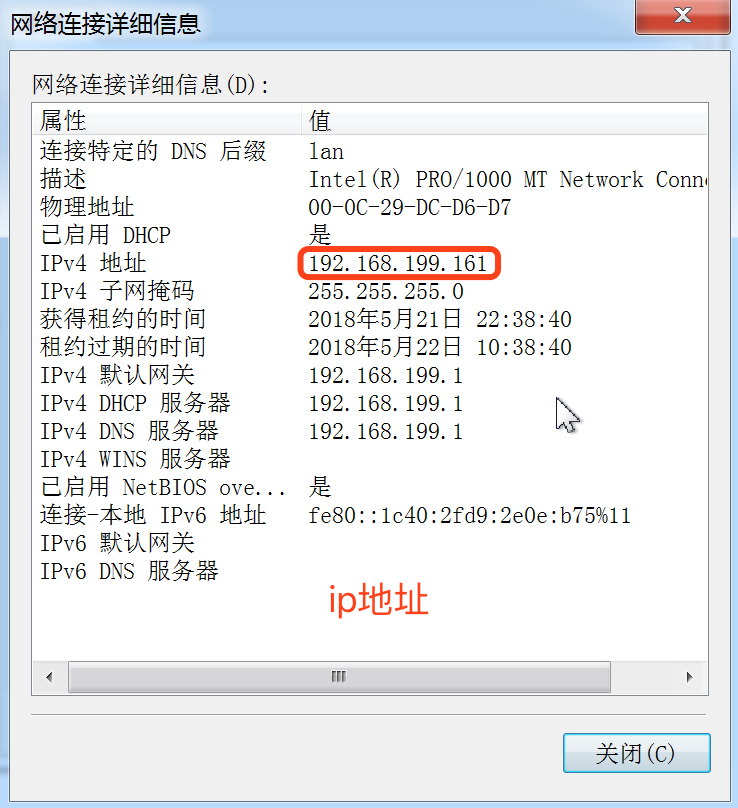 网络连接详细信息
网络连接详细信息(D):
属性 值
连接特定的 DNS 后缀 lan
描述 Intel(R) PRO/1000 MT Network Conn
物理地址 00-0C-29-DC-D6-D7
已启用 DHCP 是
IPv4 地址 192.168.199.161
IPv4 子网掩码 255.255.255.0
获得租约的时间 2018年5月21日 22:38:40
租约过期的时间 2018年5月22日 10:38:40
IPv4 默认网关 192.168.199.1
IPv4 DHCP 服务器 192.168.199.1
IPv4 DNS 服务器 192.168.199.1
IPv4 WINS 服务器
已启用 NetBIOS ove... 是
连接-本地 IPv6 地址 fe80::1c40:2fd9:2e0e:b75%11
IPv6 默认网关
IPv6 DNS 服务器
ip地址
关闭(C)